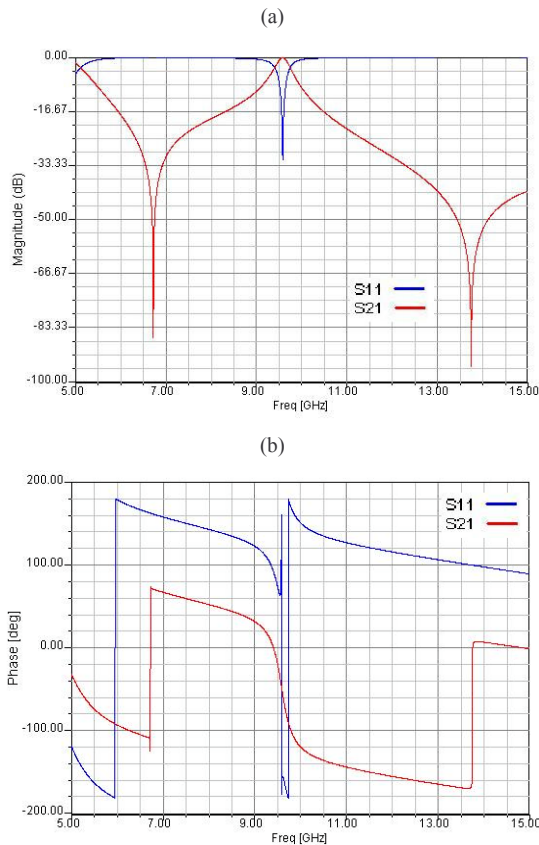 (a)
0.00
-16.67
-33.33
-50.00
-66.67
-83.33
-100.00
Magnitude (dB)
S11
S21
5.00 7.00 9.00 11.00 13.00 15.00
Freq [GHz]
(b)
200.00
100.00
0.00
-100.00
-200.00
Phase [deg]
S11
S21
5.00 7.00 9.00 11.00 13.00 15.00
Freq [GHz]